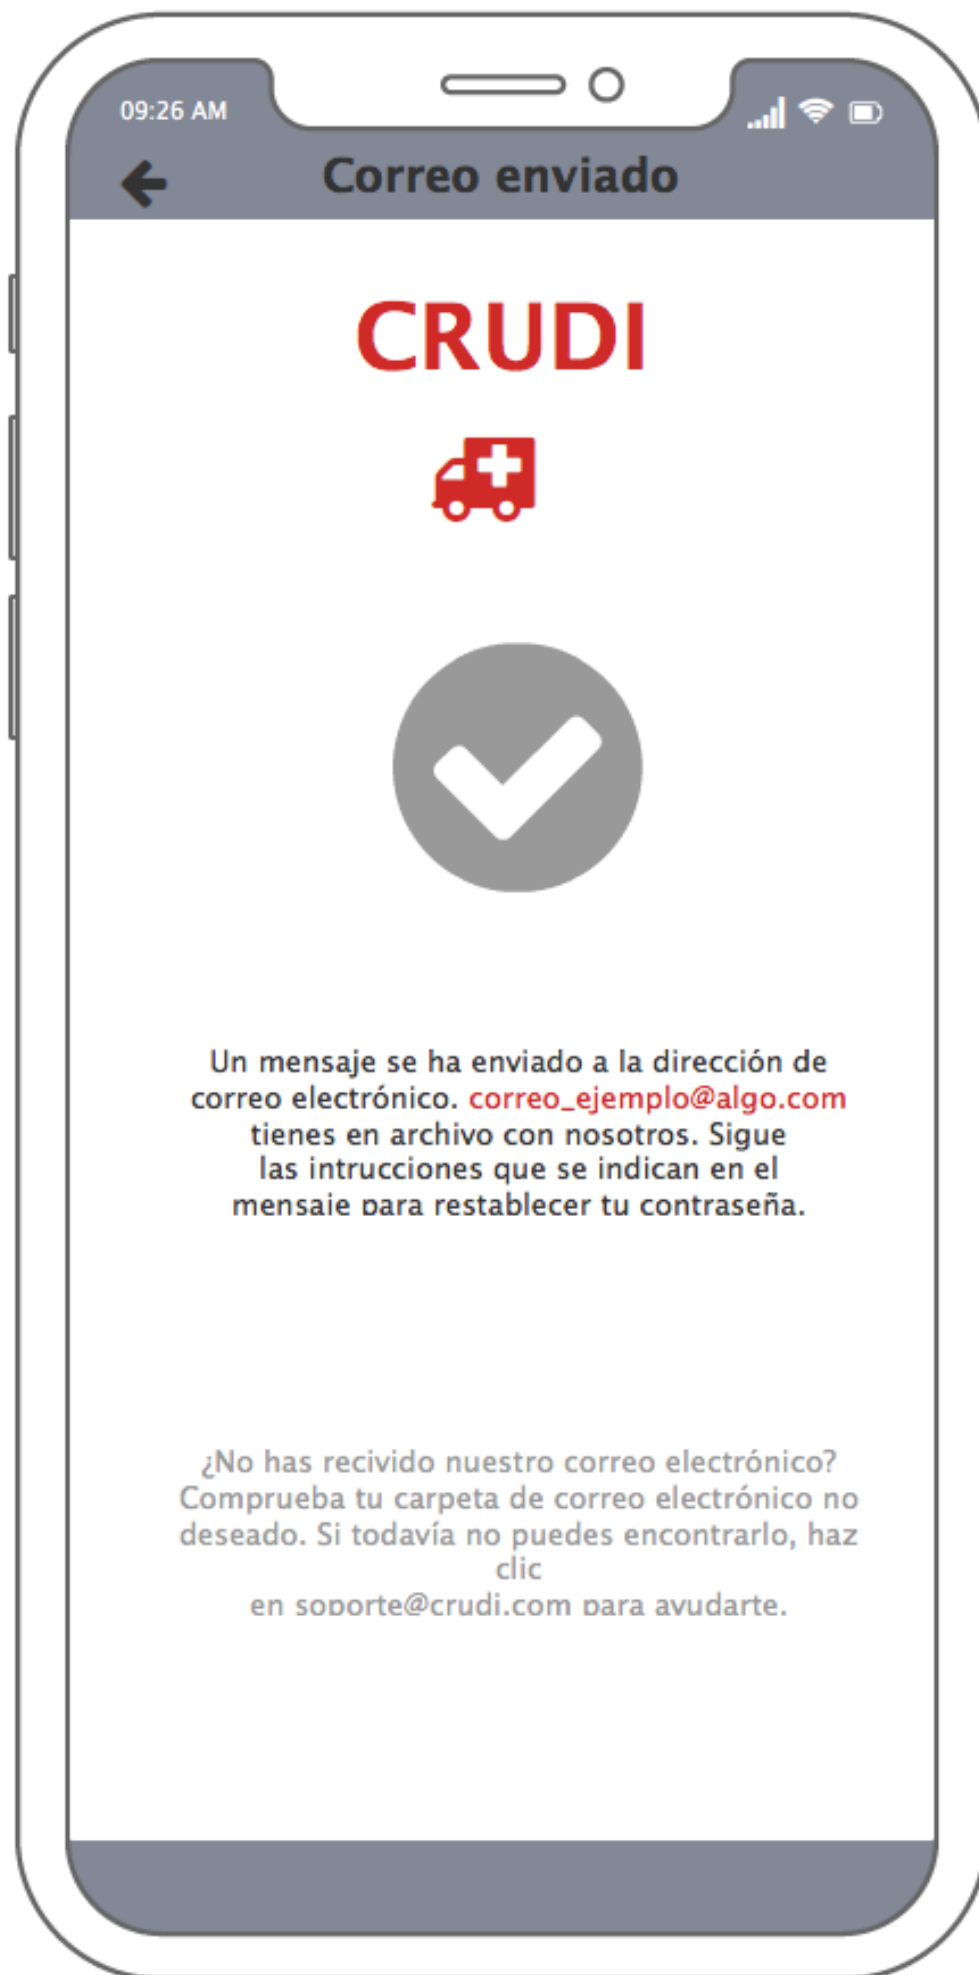 09:26 AM
Correo enviado
CRUDI
Un mensaje se ha enviado a la dirección de
correo electrónico. correo_ejemplo@algo.com
tienes en archivo con nosotros. Sigue
las intrucciones que se indican en el
mensaje para restablecer tu contraseña.
¿No has recivido nuestro correo electrónico?
Comprueba tu carpeta de correo electrónico no
deseado. Si todavía no puedes encontrarlo, haz
clic
en soporte@crudi.com para ayudarte.